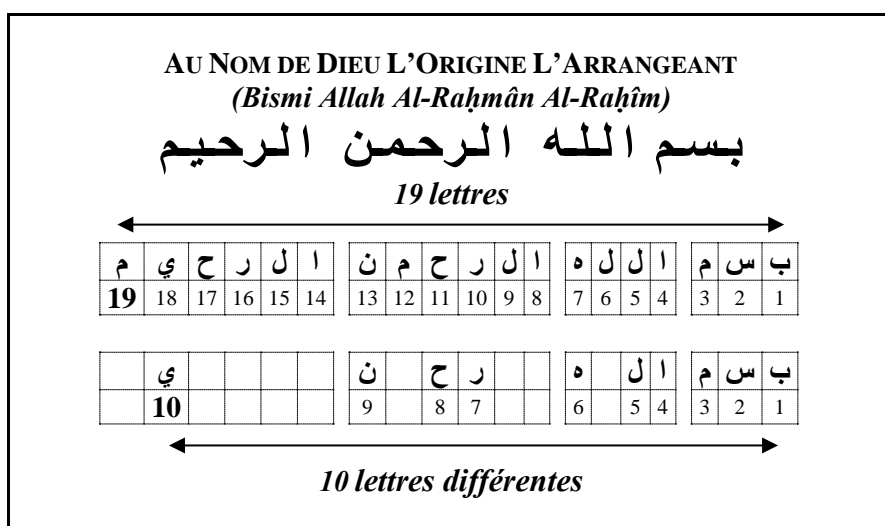 AU NOM DE DIEU L’ORIGINE L’ARRANGEANT
(Bismi Allah Al-Raḥmân Al-Raḥîm)
بسم الله الرحمن الرحيم
19 lettres
ب س م ا ل ل ه ا ل ر ح م ن ا ل ر ح ي م
1 2 3 4 5 6 7 8 9 10 11 12 13 14 15 16 17 18 19
ب س م ا ل ه ر ح ن ي
1 2 3 4 5 6 7 8 9 10
10 lettres différentes